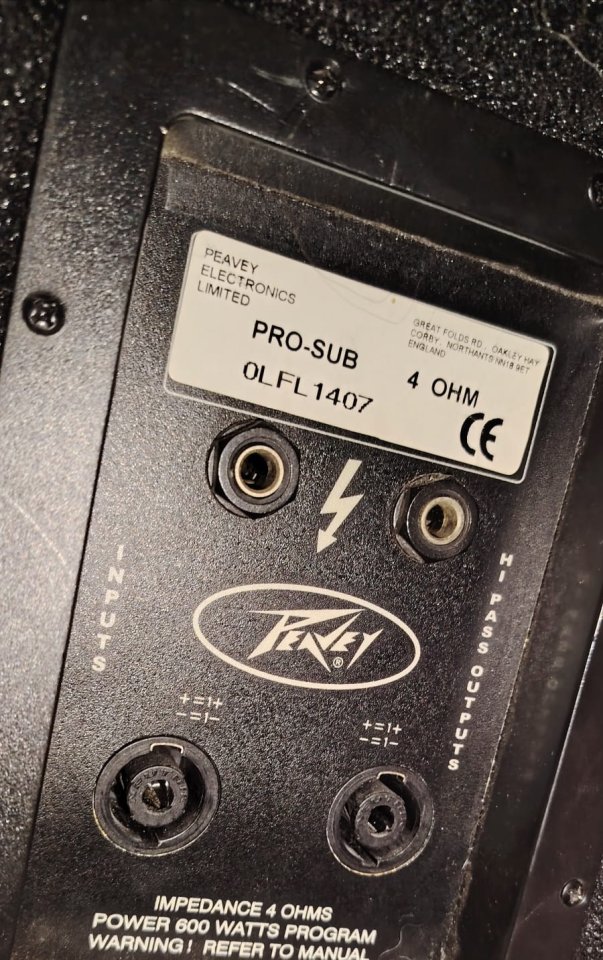 PEAVEY
ELECTRONICS
LIMITED
GREAT FOLDS RD., OAKLEY HAY
CORBY, NORTHANTS NN18 9ET
ENGLAND
PRO-SUB
4 OHM
0LFL1407
CE
INPUTS
HI PASS OUTPUTS
PEAVEY ®
+=1+
-=1-
+=1+
-=1-
IMPEDANCE 4 OHMS
POWER 600 WATTS PROGRAM
WARNING! REFER TO MANUAL